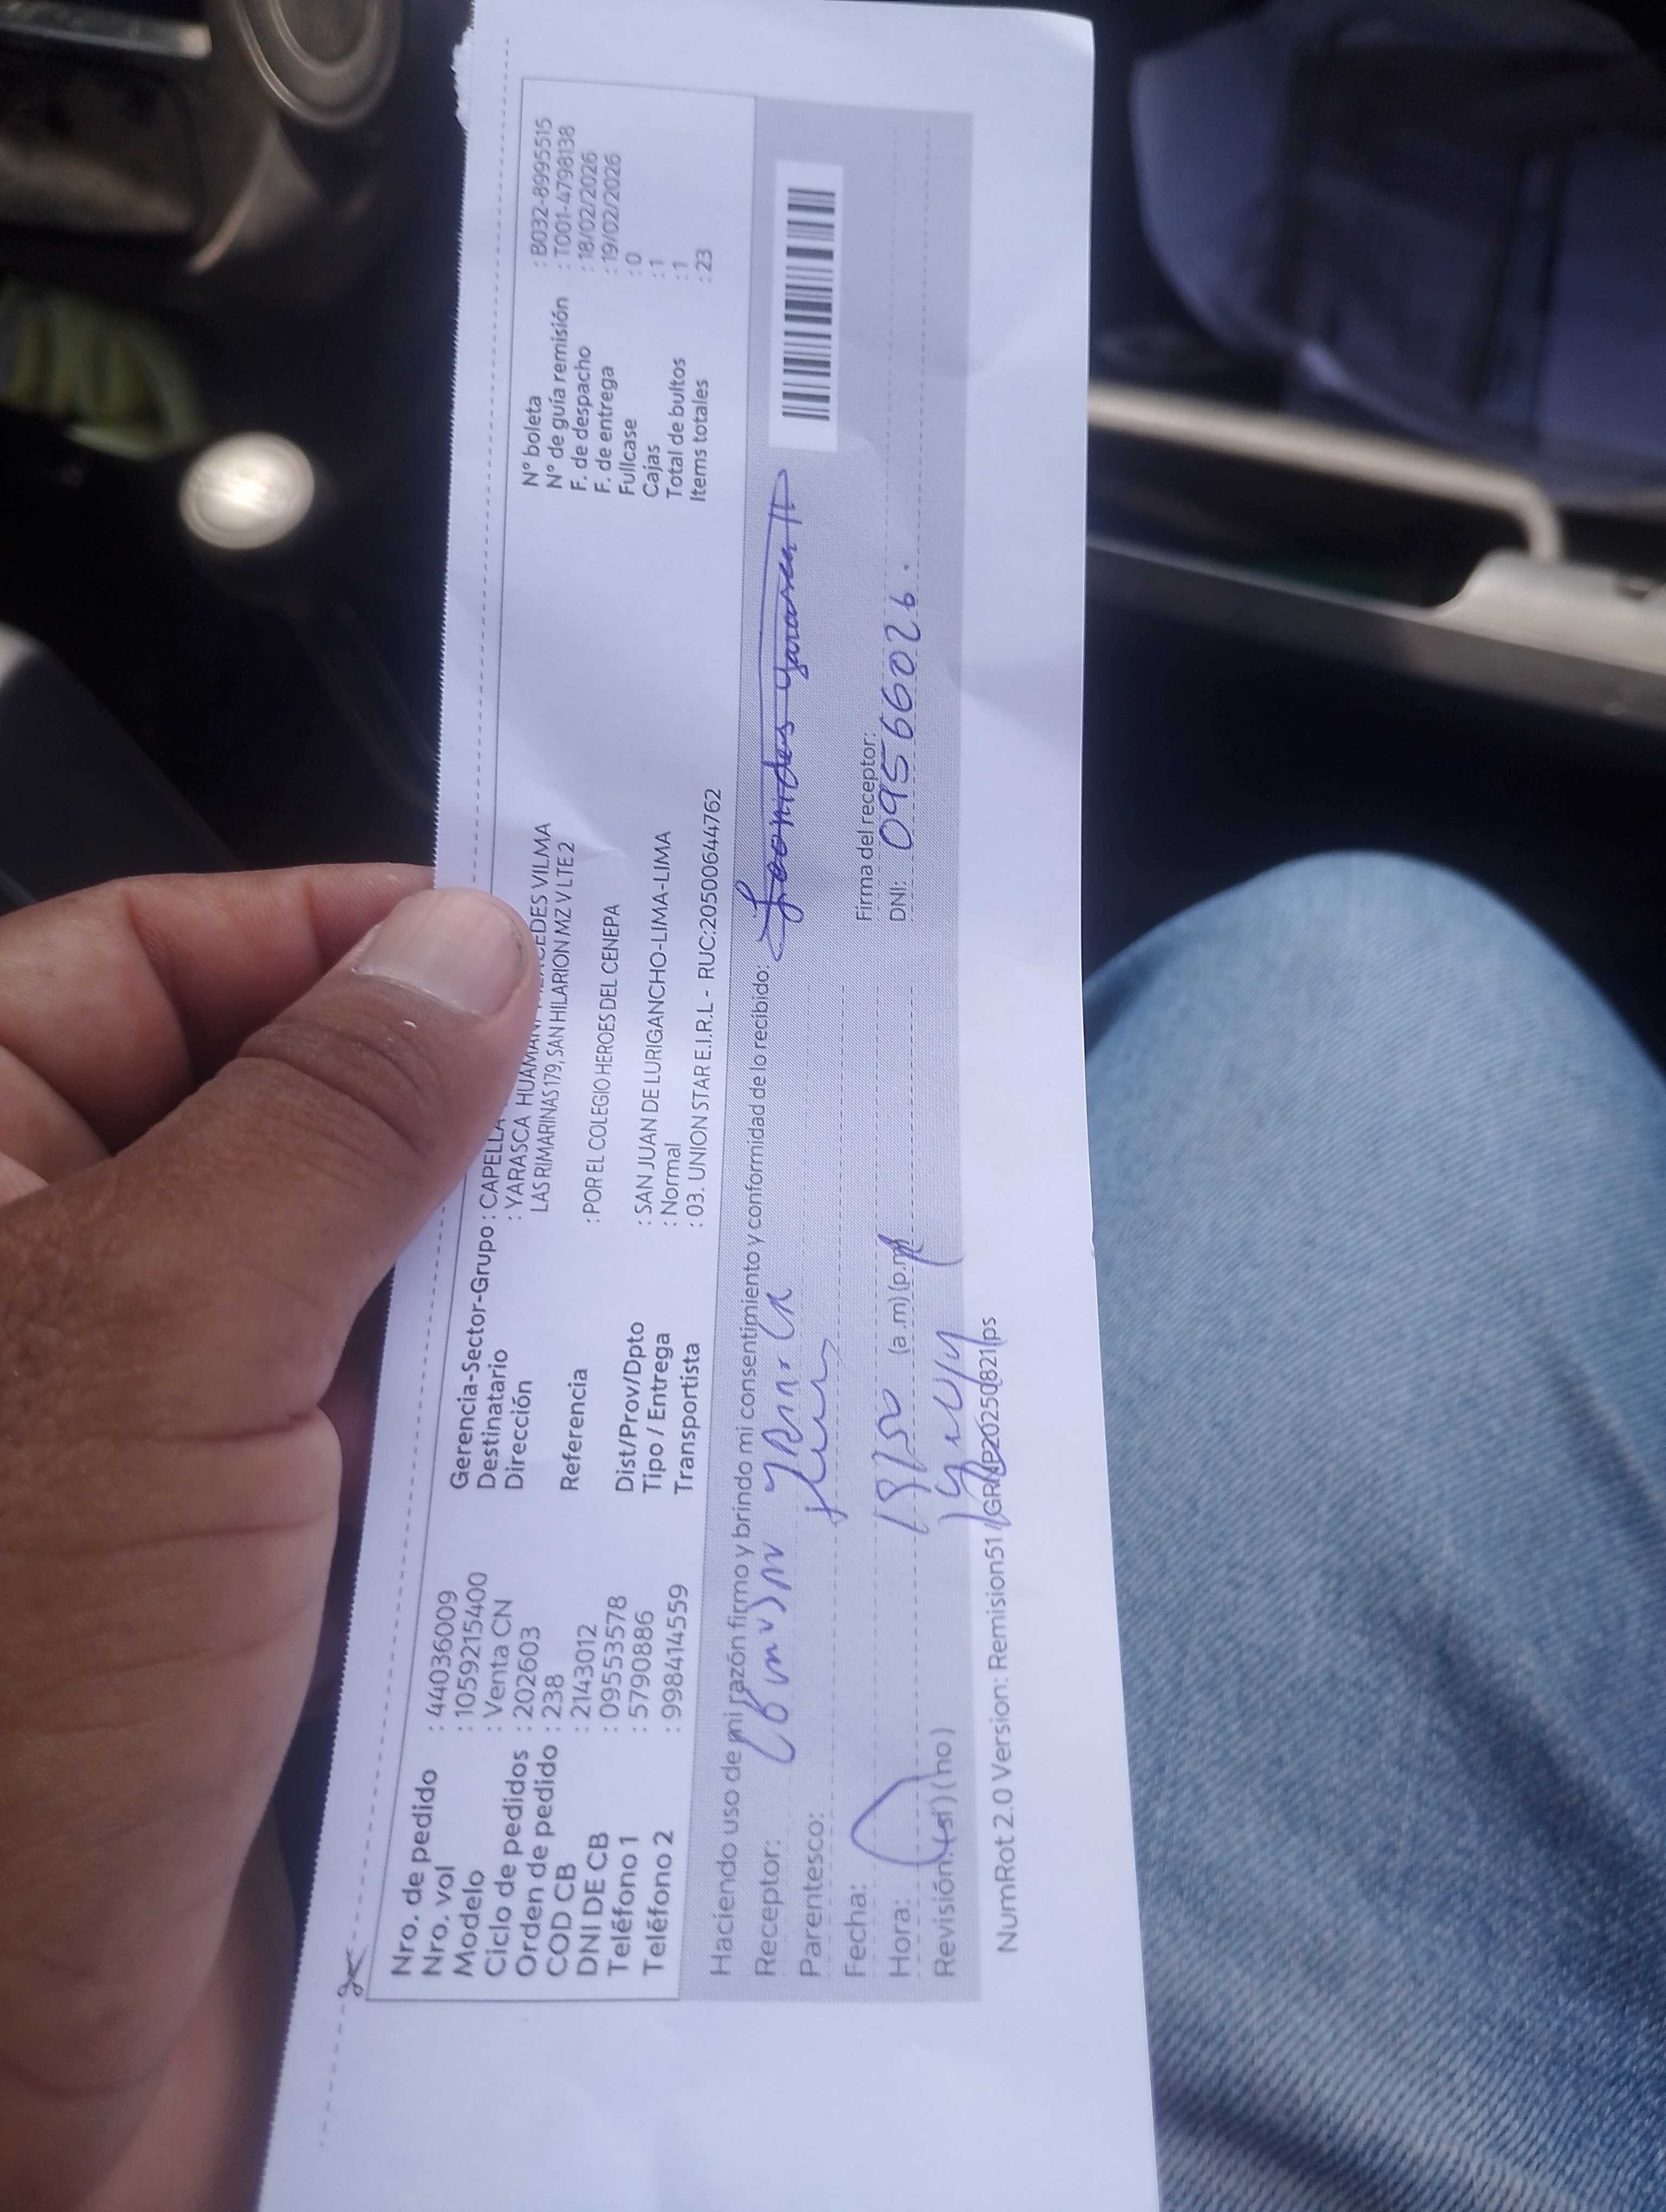 Nro. de pedido : 44036009
Nro. vol : 1059215400
Modelo : Venta CN
Ciclo de pedidos : 202603
Orden de pedido : 238
COD CB : 2143012
DNI DE CB : 09553578
Teléfono 1 : 5790886
Teléfono 2 : 998414559
Gerencia-Sector-Grupo : CAPELLA
Destinatario : YARASCA HUAMANI EDES VILMA
Dirección LAS RIMARINAS 179, SAN HILARION MZ V LTE 2
Referencia : POR EL COLEGIO HEROES DEL CENEPA
Dist/Prov/Dpto : SAN JUAN DE LURIGANCHO-LIMA-LIMA
Tipo / Entrega : Normal
Transportista : 03. UNION STAR E.I.R.L - RUC:20500644762
N° boleta : B032-8995515
N° de guía remisión : T001-4798138
F. de despacho : 18/02/2026
F. de entrega : 19/02/2026
Fullcase : 0
Cajas : 1
Total de bultos : 1
Items totales : 23
Haciendo uso de mi razón firmo y brindo mi consentimiento y conformidad de lo recibido:
Receptor:
Parentesco:
Fecha:
Firma del receptor:
Hora: (a.m) (p.m)
DNI: 09566026.
Revisión: (si) (no)
NumRot 2.0 Version: Remision51 /GRMP20250821/ps